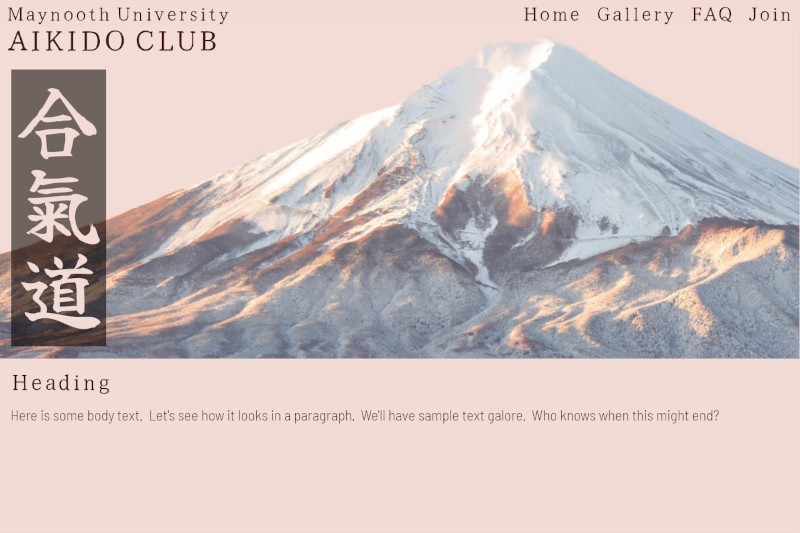 Maynooth University
AIKIDO CLUB
Home Gallery FAQ Join
合氣道
Heading
Here is some body text. Let's see how it looks in a paragraph. We'll have sample text galore. Who knows when this might end?